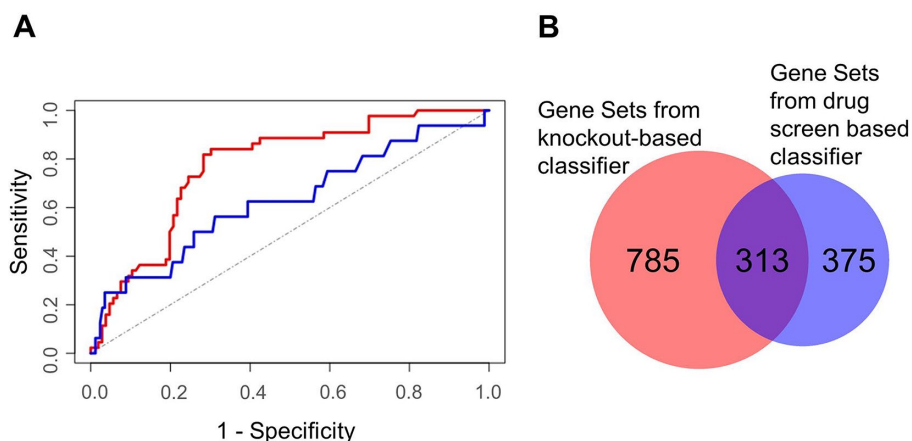 A
B
Sensitivity
1.0
0.8
0.6
0.4
0.2
0.0
0.0 0.2 0.4 0.6 0.8 1.0
1 - Specificity
Gene Sets from
knockout-based
classifier
Gene Sets
from drug
screen based
classifier
785 313 375